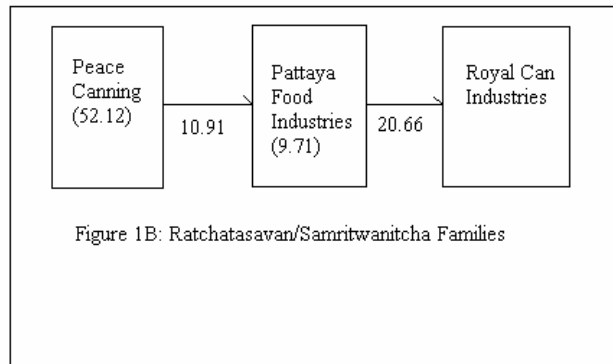 Peace
Canning
(52.12)
10.91
Pattaya
Food
Industries
(9.71)
20.66
Royal Can
Industries
Figure 1B: Ratchatasavan/Samritwanitcha Families